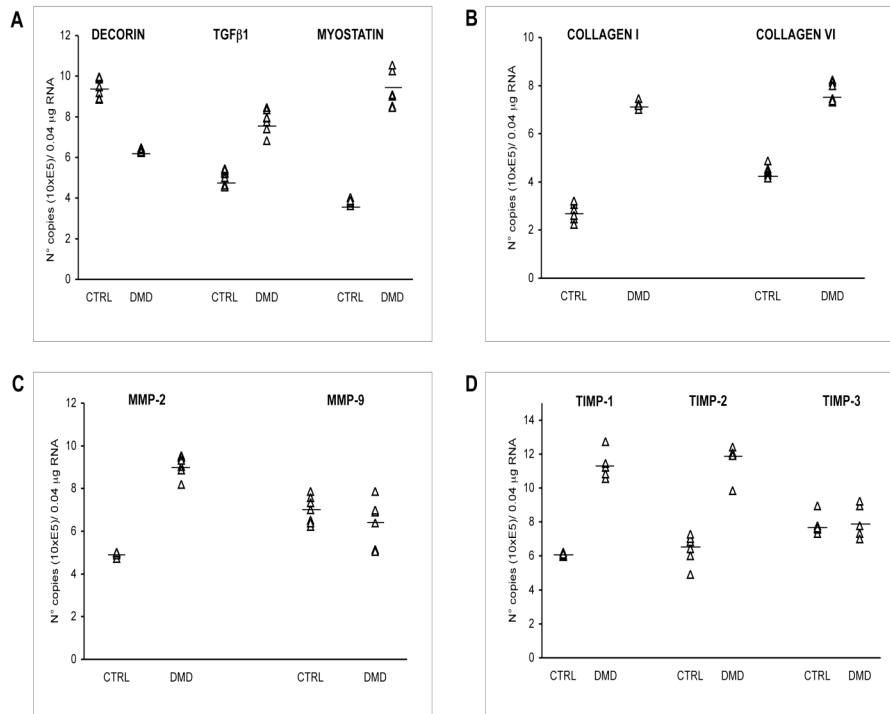 A
DECORIN TGFβ1 MYOSTATIN
N° copies (10xE5)/ 0.04 µg RNA
12
10
8
6
4
2
0
CTRL DMD CTRL DMD CTRL DMD
B
COLLAGEN I COLLAGEN VI
N° copies (10xE5)/ 0.04 µg RNA
10
8
6
4
2
0
CTRL DMD CTRL DMD
C
MMP-2 MMP-9
N° copies (10xE5)/ 0.04 µg RNA
12
10
8
6
4
2
0
CTRL DMD CTRL DMD
D
TIMP-1 TIMP-2 TIMP-3
N° copies (10xE5)/ 0.04 µg RNA
14
12
10
8
6
4
2
0
CTRL DMD CTRL DMD CTRL DMD